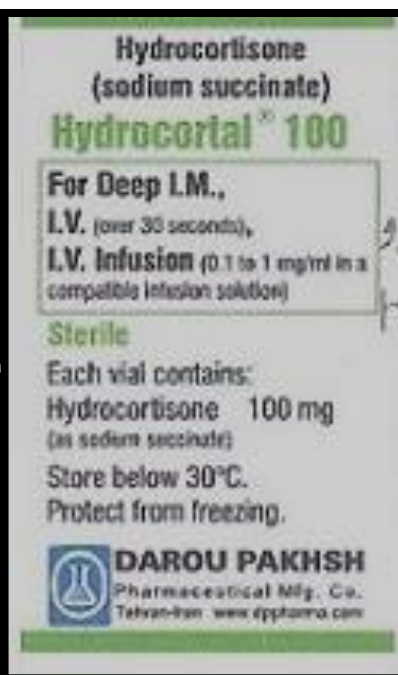 Hydrocortisone
(sodium succinate)
Hydrocortal® 100
For Deep I.M.,
I.V. (over 30 seconds),
I.V. Infusion (0.1 to 1 mg/ml in a
compatible infusion solution)
Sterile
Each vial contains:
Hydrocortisone 100 mg
(as sodium succinate)
Store below 30°C.
Protect from freezing.
DAROU PAKHSH
Pharmaceutical Mfg. Co.
Tehran-Iran www.dppharma.com